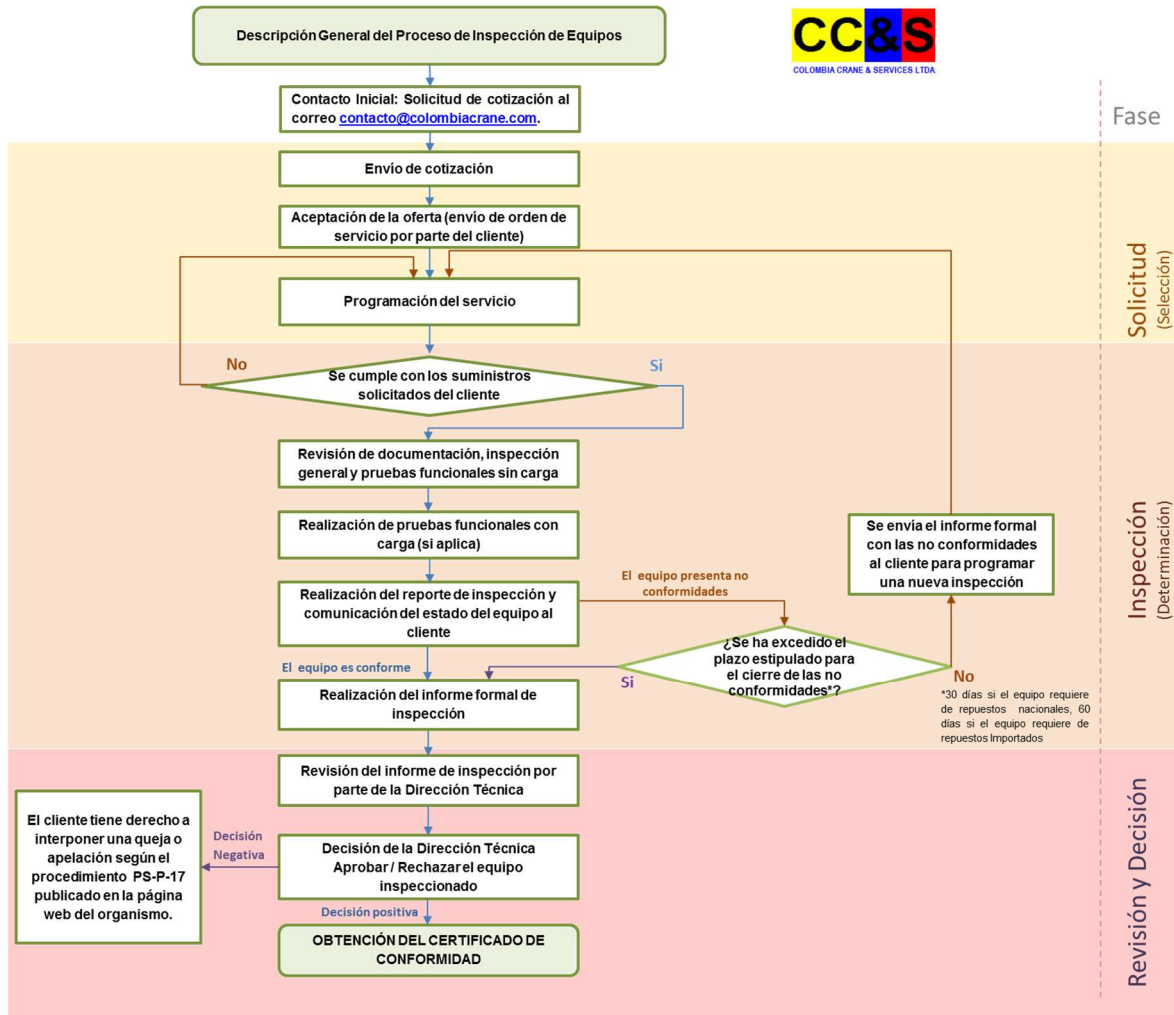 Descripción General del Proceso de Inspección de Equipos
CC&S
COLOMBIA CRANE & SERVICES LTDA.
Contacto Inicial: Solicitud de cotización al
correo contacto@colombiacrane.com.
Fase
Envío de cotización
Aceptación de la oferta (envío de orden de
servicio por parte del cliente)
Programación del servicio
Solicitud
(Selección)
No
Si
Se cumple con los suministros
solicitados del cliente
Revisión de documentación, inspección
general y pruebas funcionales sin carga
Realización de pruebas funcionales con
carga (si aplica)
Se envía el informe formal
con las no conformidades
al cliente para programar
una nueva inspección
Inspección
(Determinación)
El equipo presenta no
conformidades
Realización del reporte de inspección y
comunicación del estado del equipo al
cliente
¿Se ha excedido el
plazo estipulado para
el cierre de las no
conformidades*?
El equipo es conforme
Si
No
Realización del informe formal de
inspección
*30 días si el equipo requiere
de repuestos nacionales, 60
días si el equipo requiere de
repuestos Importados
Revisión del informe de inspección por
parte de la Dirección Técnica
El cliente tiene derecho a
interponer una queja o
apelación según el
procedimiento PS-P-17
publicado en la página
web del organismo.
Decisión
Negativa
Decisión de la Dirección Técnica
Aprobar / Rechazar el equipo
inspeccionado
Decisión positiva
OBTENCIÓN DEL CERTIFICADO DE
CONFORMIDAD
Revisión y Decisión